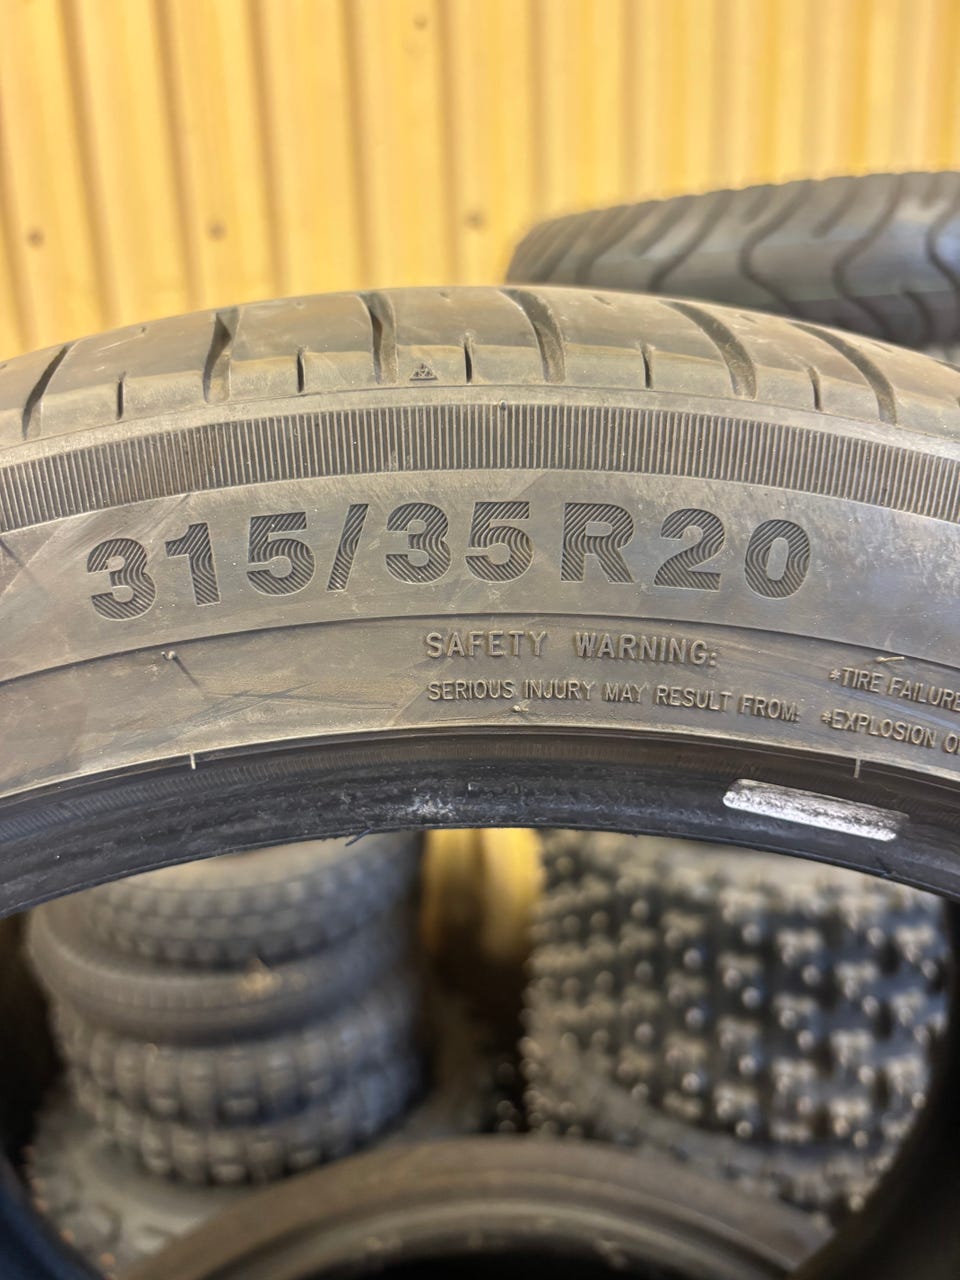 315/35R20
SAFETY WARNING:
SERIOUS INJURY MAY RESULT FROM:
*TIRE FAILURE
*EXPLOSION